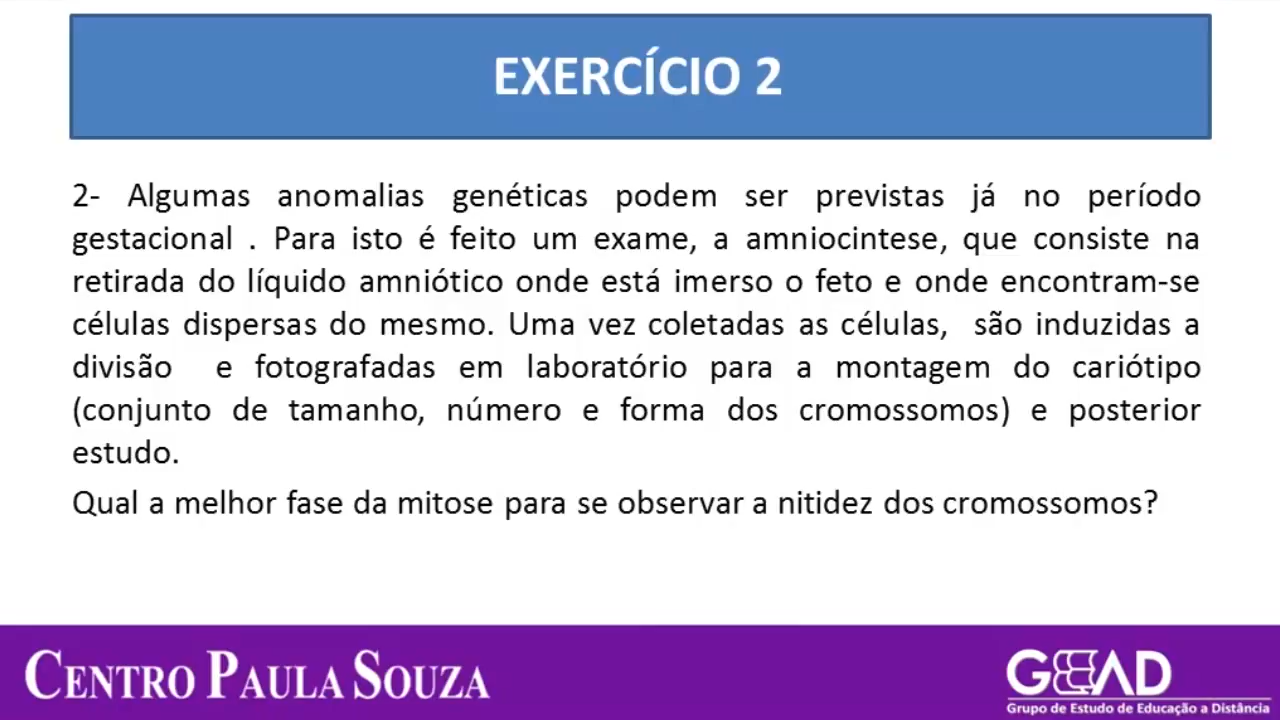 EXERCÍCIO 2
2- Algumas anomalias genéticas podem ser previstas já no período
gestacional . Para isto é feito um exame, a amniocintese, que consiste na
retirada do líquido amniótico onde está imerso o feto e onde encontram-se
células dispersas do mesmo. Uma vez coletadas as células, são induzidas a
divisão e fotografadas em laboratório para a montagem do cariótipo
(conjunto de tamanho, número e forma dos cromossomos) e posterior
estudo.
Qual a melhor fase da mitose para se observar a nitidez dos cromossomos?
CENTRO PAULA SOUZA
GEEAD
Grupo de Estudo de Educação a Distância